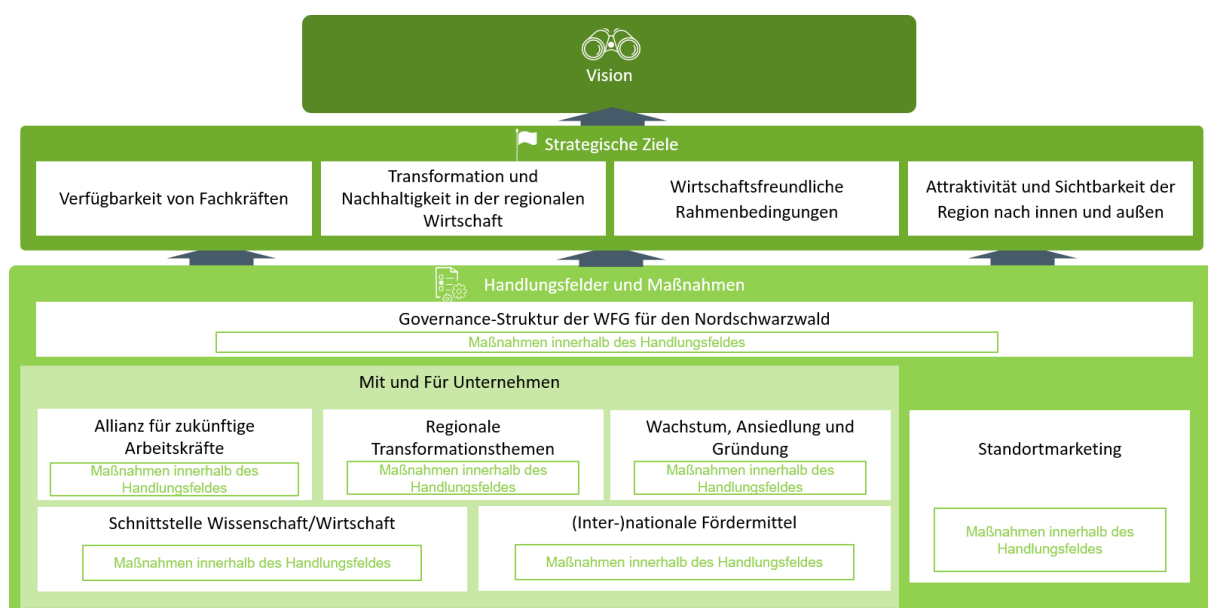 Vision
Strategische Ziele
Verfügbarkeit von Fachkräften
Transformation und
Nachhaltigkeit in der regionalen
Wirtschaft
Wirtschaftsfreundliche
Rahmenbedingungen
Attraktivität und Sichtbarkeit der
Region nach innen und außen
Handlungsfelder und Maßnahmen
Governance-Struktur der WFG für den Nordschwarzwald
Maßnahmen innerhalb des Handlungsfeldes
Mit und Für Unternehmen
Allianz für zukünftige
Arbeitskräfte
Maßnahmen innerhalb des
Handlungsfeldes
Regionale
Transformationsthemen
Maßnahmen innerhalb des
Handlungsfeldes
Wachstum, Ansiedlung und
Gründung
Maßnahmen innerhalb des
Handlungsfeldes
Schnittstelle Wissenschaft/Wirtschaft
Maßnahmen innerhalb des Handlungsfeldes
(Inter-)nationale Fördermittel
Maßnahmen innerhalb des Handlungsfeldes
Standortmarketing
Maßnahmen innerhalb des
Handlungsfeldes